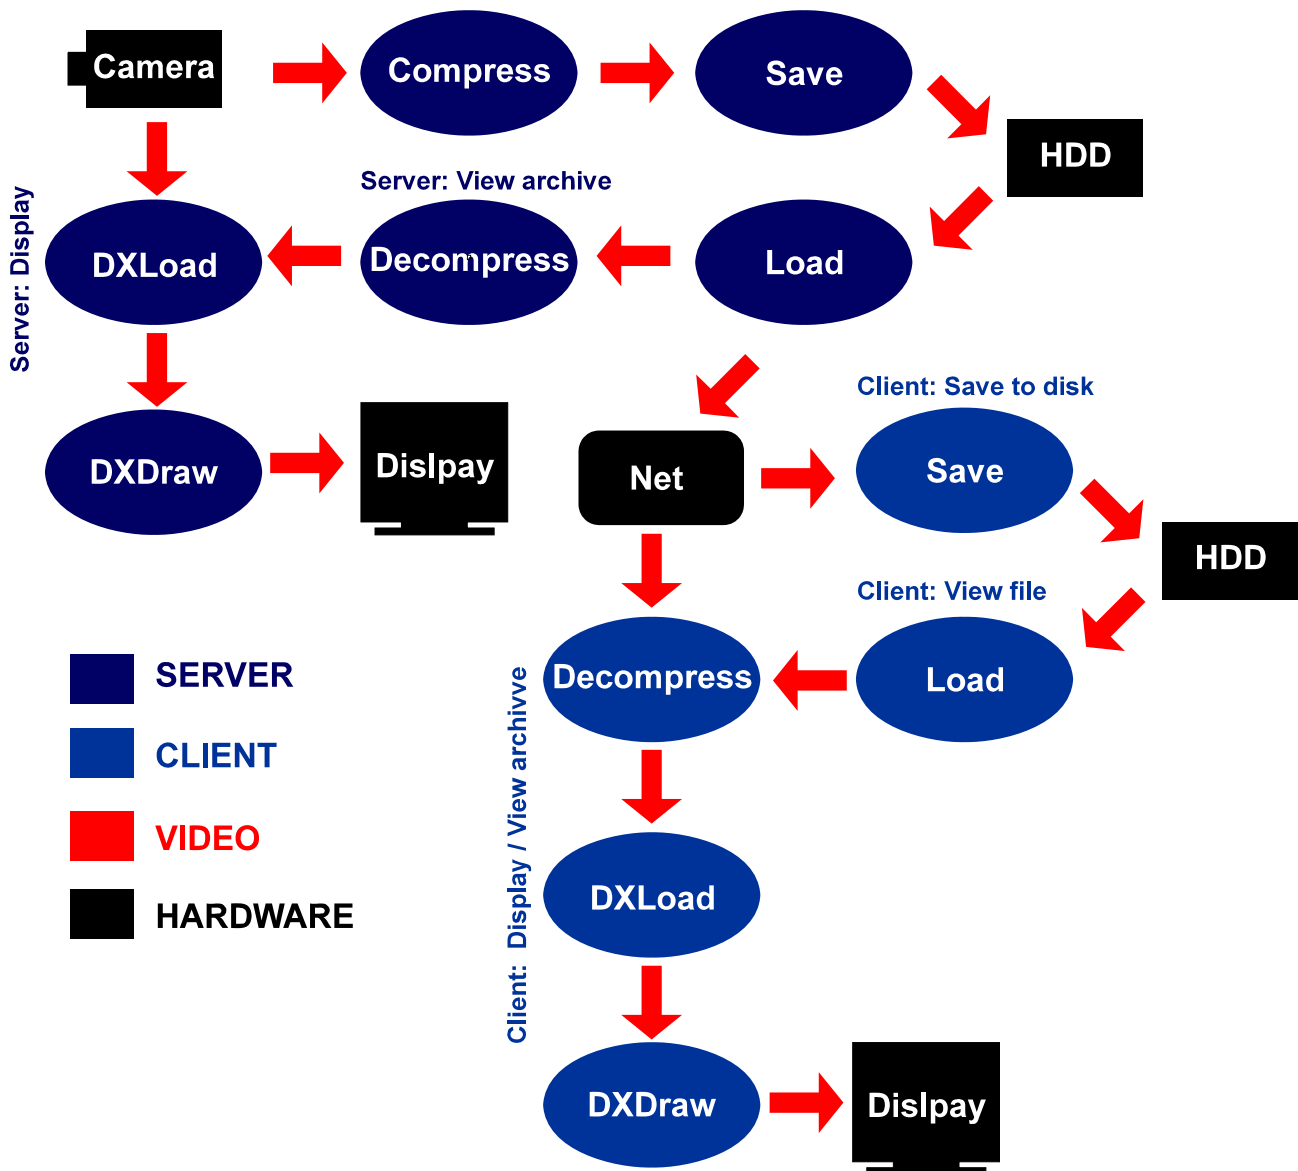 Camera
Compress
Save
HDD
Server: View archive
Server: Display
DXLoad
Decompress
Load
Client: Save to disk
DXDraw
Dislpay
Net
Save
HDD
Client: View file
Decompress
Load
SERVER
CLIENT
VIDEO
HARDWARE
Client:  Display / View archivve
DXLoad
DXDraw
Dislpay